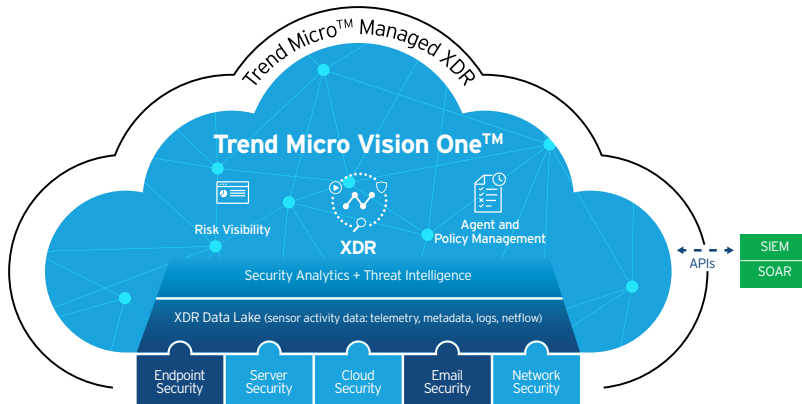 Trend Micro™ Managed XDR
Trend Micro Vision One™
Risk Visibility
XDR
Agent and
Policy Management
Security Analytics + Threat Intelligence
XDR Data Lake (sensor activity data: telemetry, metadata, logs, netflow)
Endpoint
Security
Server
Security
Cloud
Security
Email
Security
Network
Security
APIs
SIEM
SOAR